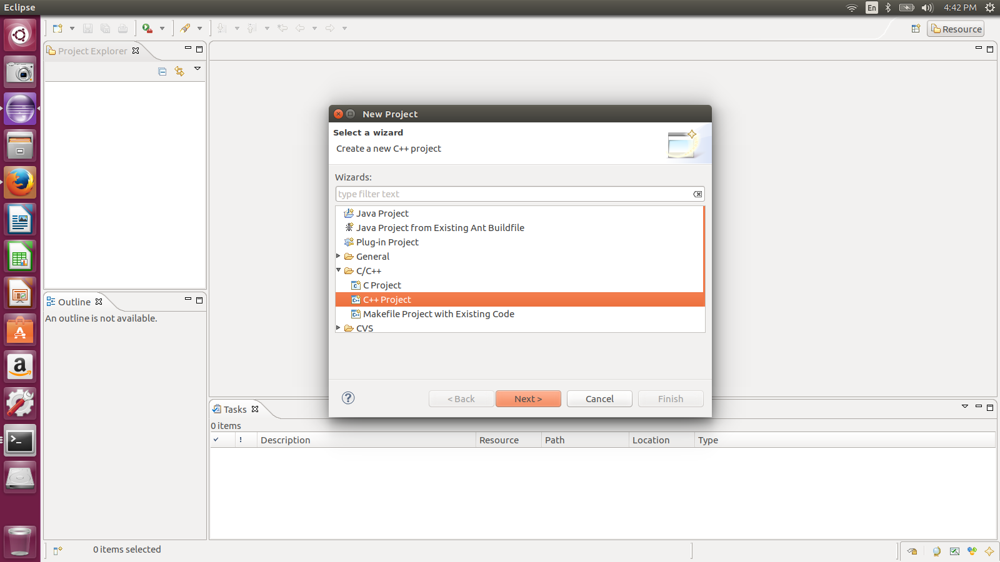 Eclipse
En
4:42 PM
Resource
Project Explorer
New Project
Select a wizard
Create a new C++ project
Wizards:
type filter text
Java Project
Java Project from Existing Ant Buildfile
Plug-in Project
General
C/C++
C Project
C++ Project
Makefile Project with Existing Code
CVS
< Back
Next >
Cancel
Finish
Outline
An outline is not available.
Tasks
0 items
! Description Resource Path Location Type
0 items selected